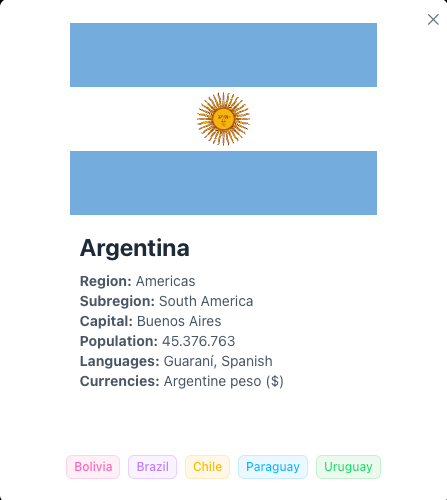 Argentina
Region: Americas
Subregion: South America
Capital: Buenos Aires
Population: 45.376.763
Languages: Guaraní, Spanish
Currencies: Argentine peso ($)
Bolivia Brazil Chile Paraguay Uruguay